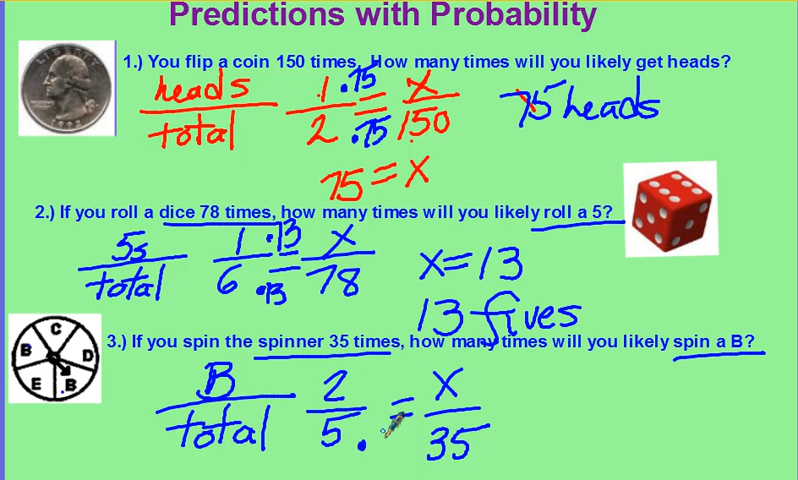 Predictions with Probability
LIBERTY
1.) You flip a coin 150 times. How many times will you likely get heads?
heads 1 .75 = x 75 heads
total 2 .75 150
75 = x
2.) If you roll a dice 78 times, how many times will you likely roll a 5?
5s 1 .13 = x x = 13
total 6 .13 78
13 fives
3.) If you spin the spinner 35 times, how many times will you likely spin a B?
C
B D
E B
B 2 = x
total 5 . 35